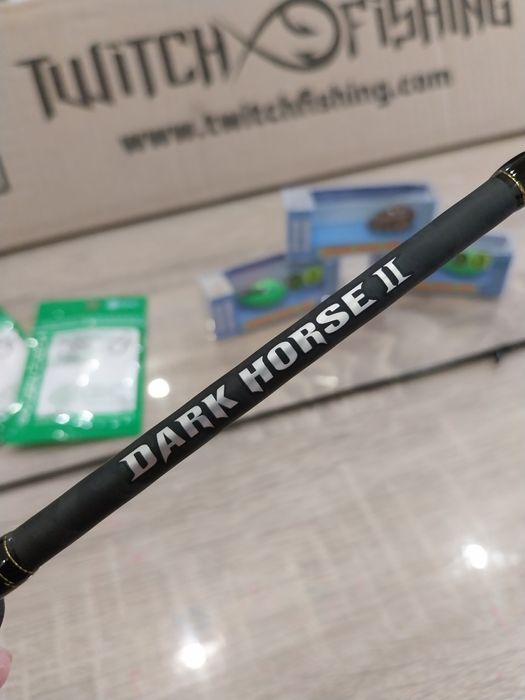 TWITCH FISHING
www.twitchfishing.com
DARK HORSE II